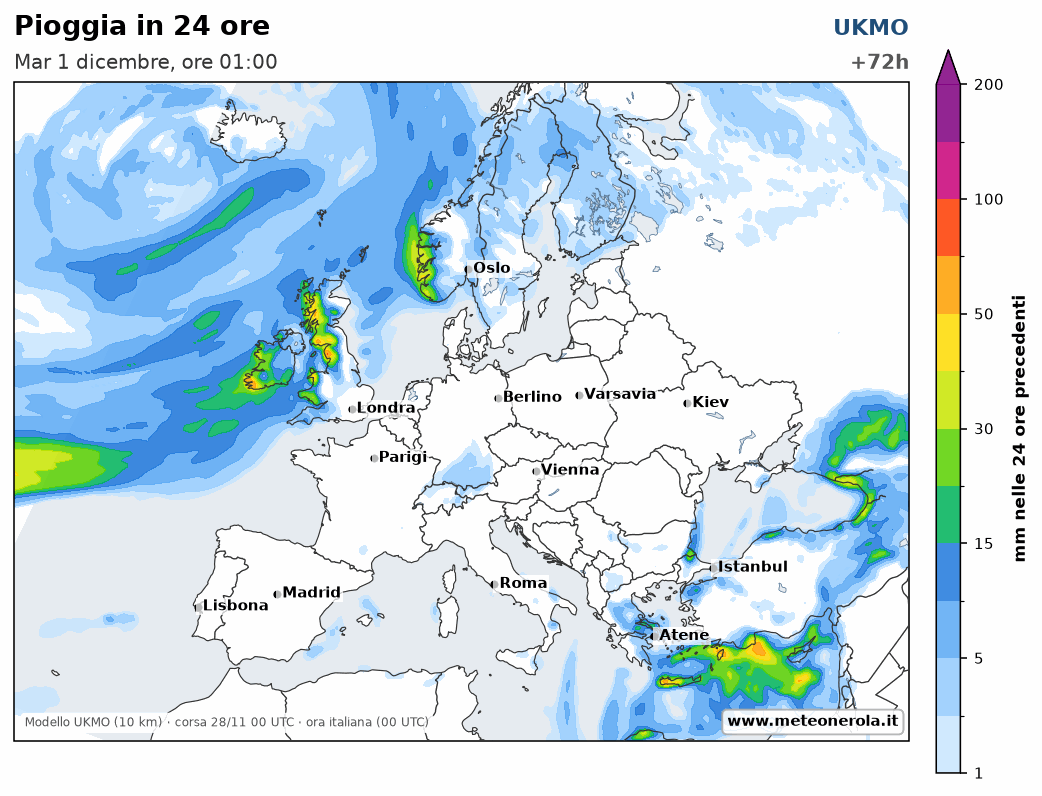 Pioggia in 24 ore
UKMO
Mar 1 dicembre, ore 01:00
+72h
200
100
50
30
15
5
1
mm nelle 24 ore precedenti
Oslo
Berlino
Varsavia
Kiev
Londra
Parigi
Vienna
Istanbul
Roma
Madrid
Lisbona
Atene
Modello UKMO (10 km) · corsa 28/11 00 UTC · ora italiana (00 UTC)
www.meteonerola.it